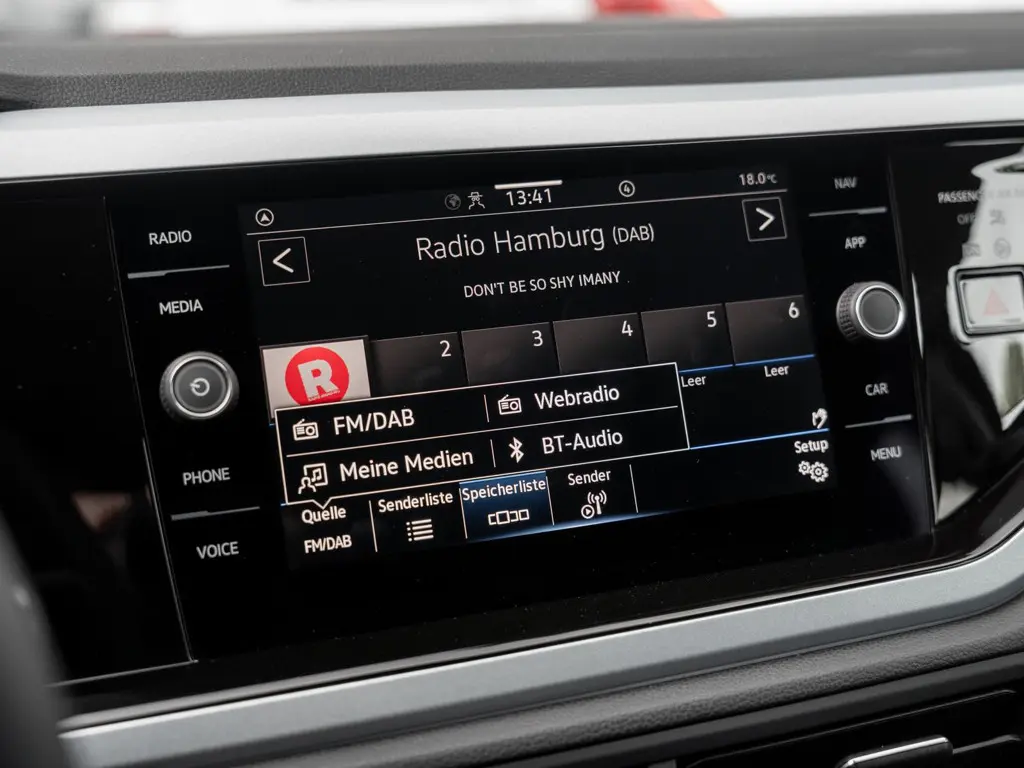 RADIO
MEDIA
PHONE
VOICE
13:41
4
18.0°C
Radio Hamburg (DAB)
DON'T BE SO SHY IMANY
R
2
3
4
5
6
Leer
Leer
FM/DAB
Webradio
Meine Medien
BT-Audio
Quelle
FM/DAB
Senderliste
Speicherliste
Sender
Setup
NAV
APP
CAR
MENU